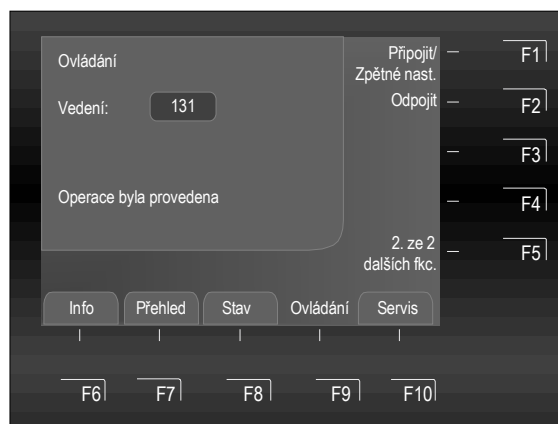 Ovládání
Vedení: 131
Operace byla provedena
Připojit/
Zpětné nast.
Odpojit
2. ze 2
dalších fkc.
F1
F2
F3
F4
F5
Info Přehled Stav Ovládání Servis
F6 F7 F8 F9 F10